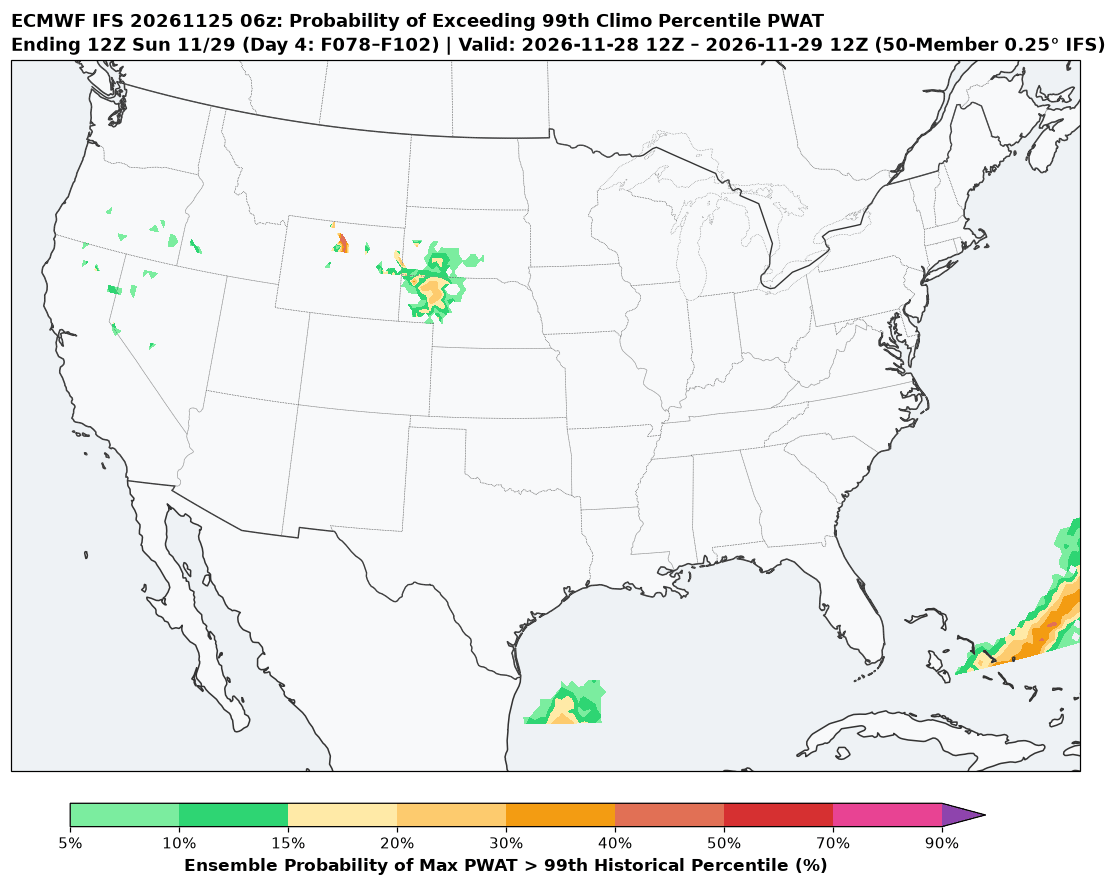 ECMWF IFS 20261125 06z: Probability of Exceeding 99th Climo Percentile PWAT
Ending 12Z Sun 11/29 (Day 4: F078–F102) | Valid: 2026-11-28 12Z – 2026-11-29 12Z (50-Member 0.25° IFS)
5% 10% 15% 20% 30% 40% 50% 70% 90%
Ensemble Probability of Max PWAT > 99th Historical Percentile (%)